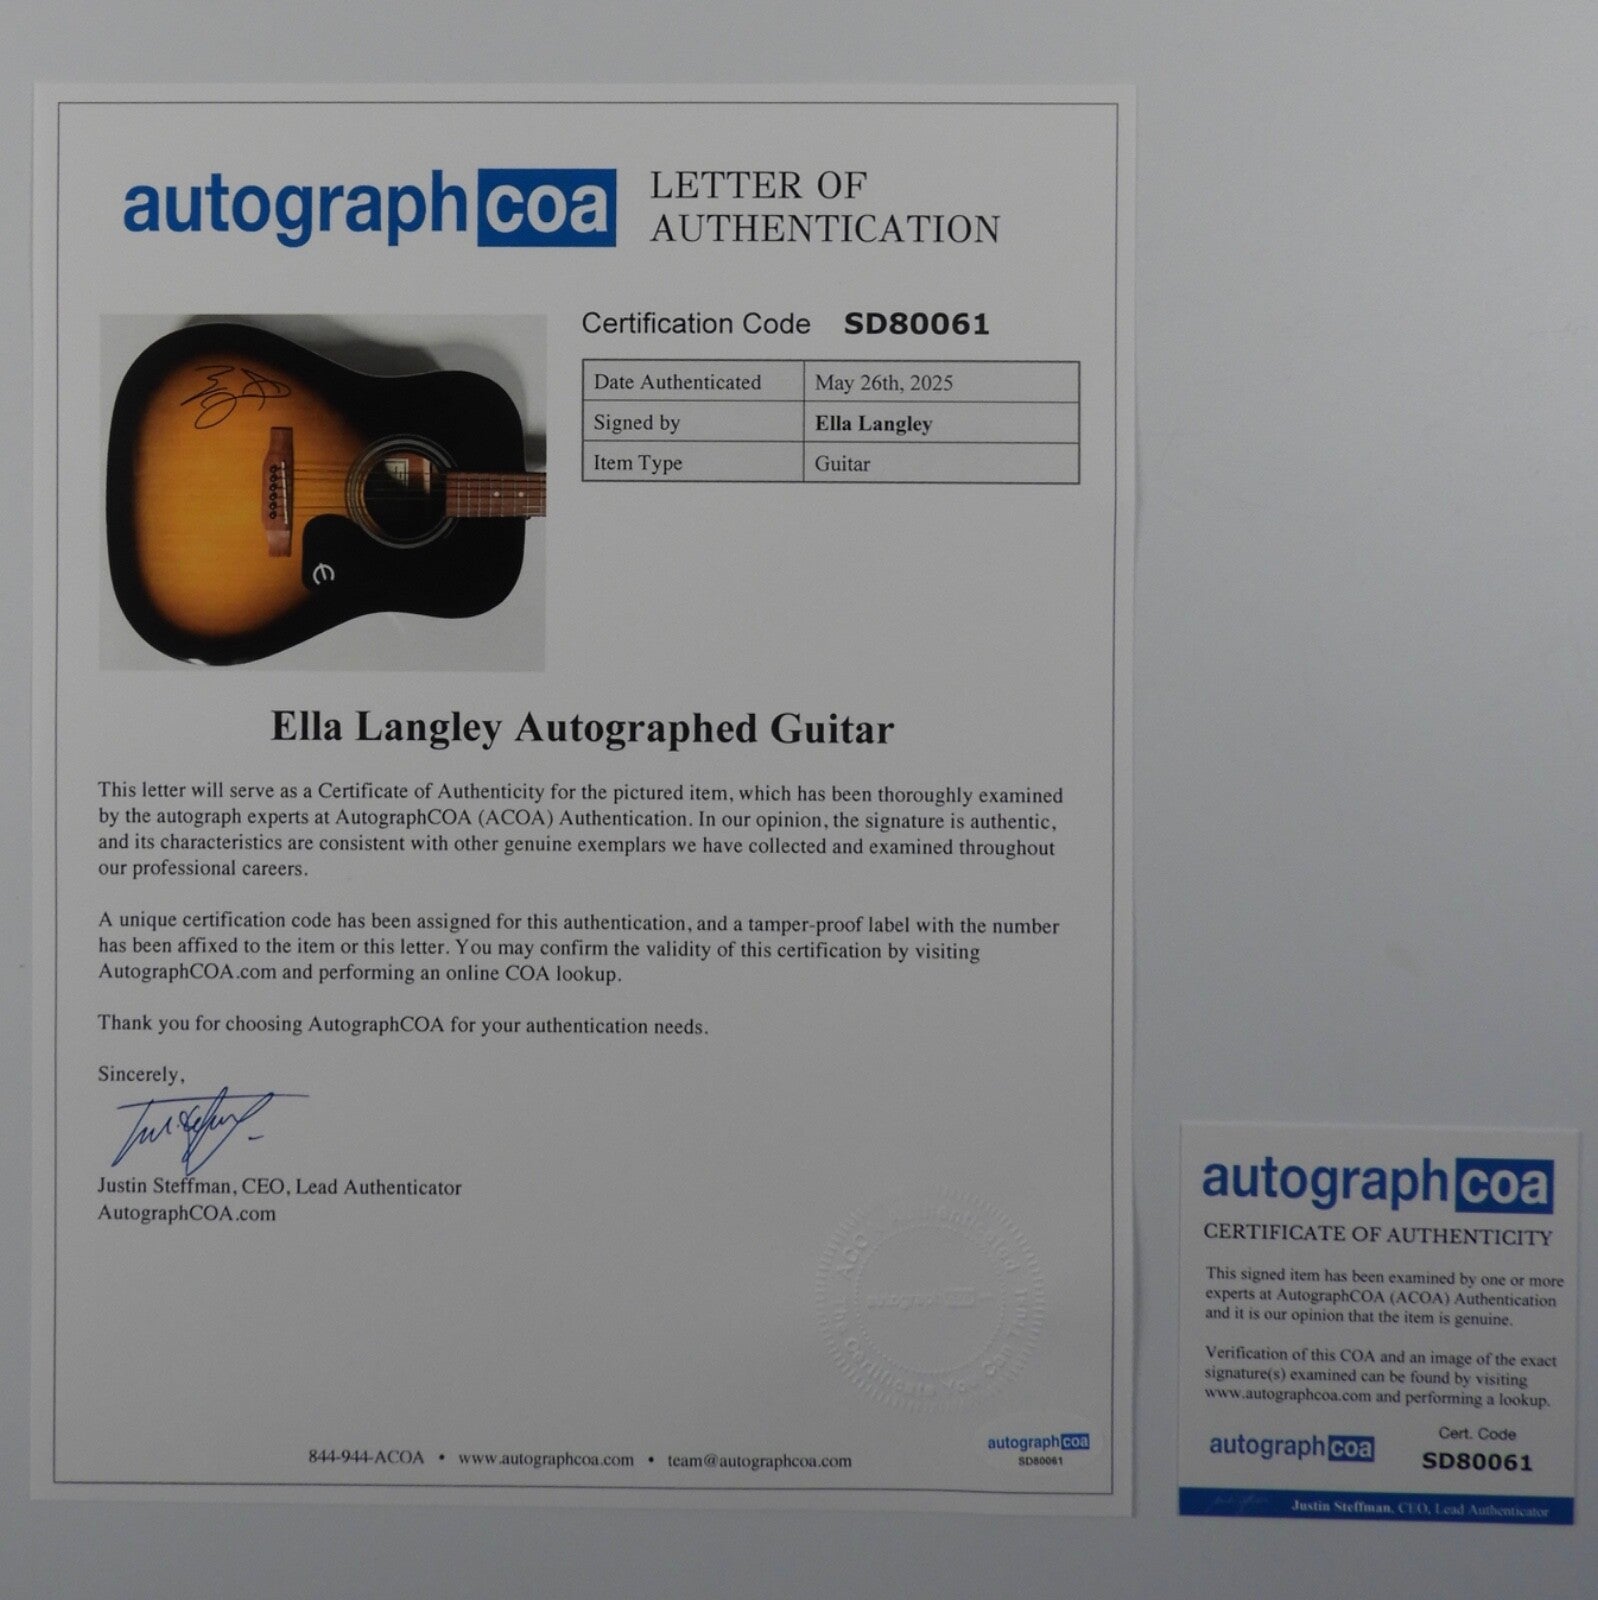 autographcoa
LETTER OF
AUTHENTICATION
Certification Code SD80061
Date Authenticated May 26th, 2025
Signed by Ella Langley
Item Type Guitar
Ella Langley Autographed Guitar
This letter will serve as a Certificate of Authenticity for the pictured item, which has been thoroughly examined
by the autograph experts at AutographCOA (ACOA) Authentication. In our opinion, the signature is authentic,
and its characteristics are consistent with other genuine exemplars we have collected and examined throughout
our professional careers.
A unique certification code has been assigned for this authentication, and a tamper-proof label with the number
has been affixed to the item or this letter. You may confirm the validity of this certification by visiting
AutographCOA.com and performing an online COA lookup.
Thank you for choosing AutographCOA for your authentication needs.
Sincerely,
Justin Steffman, CEO, Lead Authenticator
AutographCOA.com
844-944-ACOA • www.autographcoa.com • team@autographcoa.com
autographcoa
SD80061
autographcoa
CERTIFICATE OF AUTHENTICITY
This signed item has been examined by one or more
experts at AutographCOA (ACOA) Authentication
and it is our opinion that the item is genuine.
Verification of this COA and an image of the exact
signature(s) examined can be found by visiting
www.autographcoa.com and performing a lookup.
autographcoa
Cert. Code
SD80061
Justin Steffman, CEO, Lead Authenticator